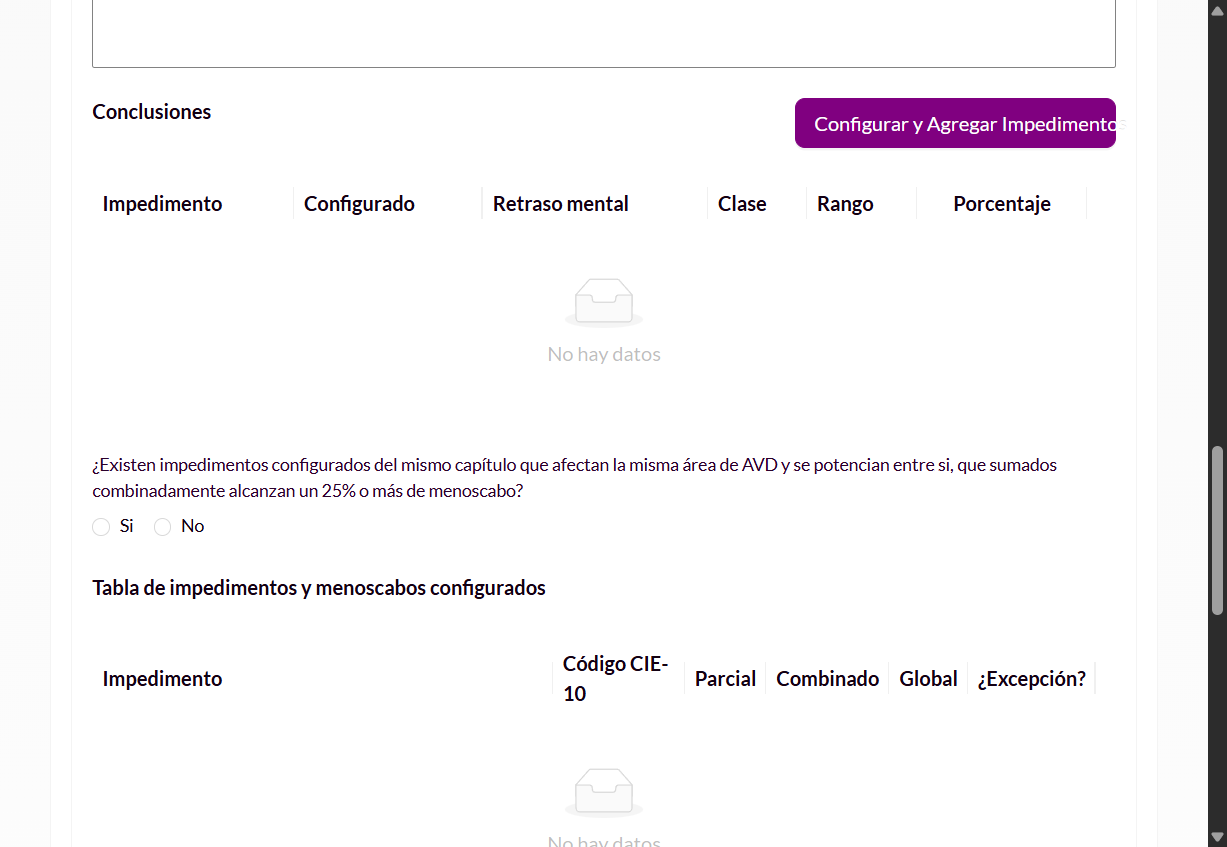 Conclusiones
Configurar y Agregar Impedimentos
Impedimento Configurado Retraso mental Clase Rango Porcentaje
No hay datos
¿Existen impedimentos configurados del mismo capítulo que afectan la misma área de AVD y se potencian entre si, que sumados
combinadamente alcanzan un 25% o más de menoscabo?
Si No
Tabla de impedimentos y menoscabos configurados
Impedimento Código CIE-
10 Parcial Combinado Global ¿Excepción?
No hay datos